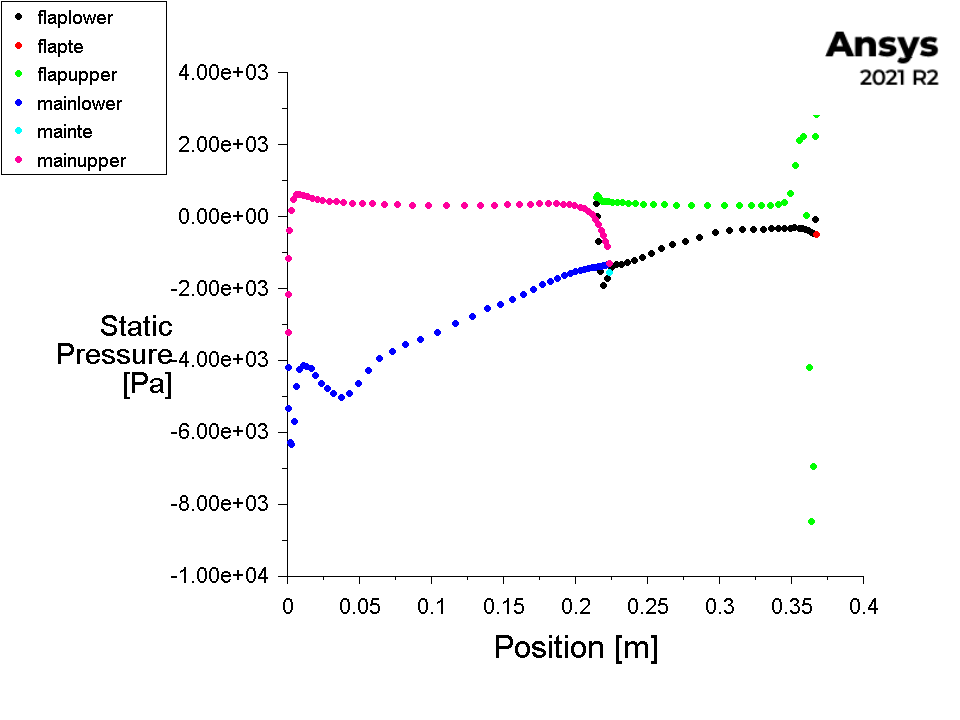 flaplower
flapte
flapupper
mainlower
mainte
mainupper
Ansys
2021 R2
4.00e+03
2.00e+03
0.00e+00
-2.00e+03
-4.00e+03
-6.00e+03
-8.00e+03
-1.00e+04
Static
Pressure
[Pa]
0 0.05 0.1 0.15 0.2 0.25 0.3 0.35 0.4
Position [m]